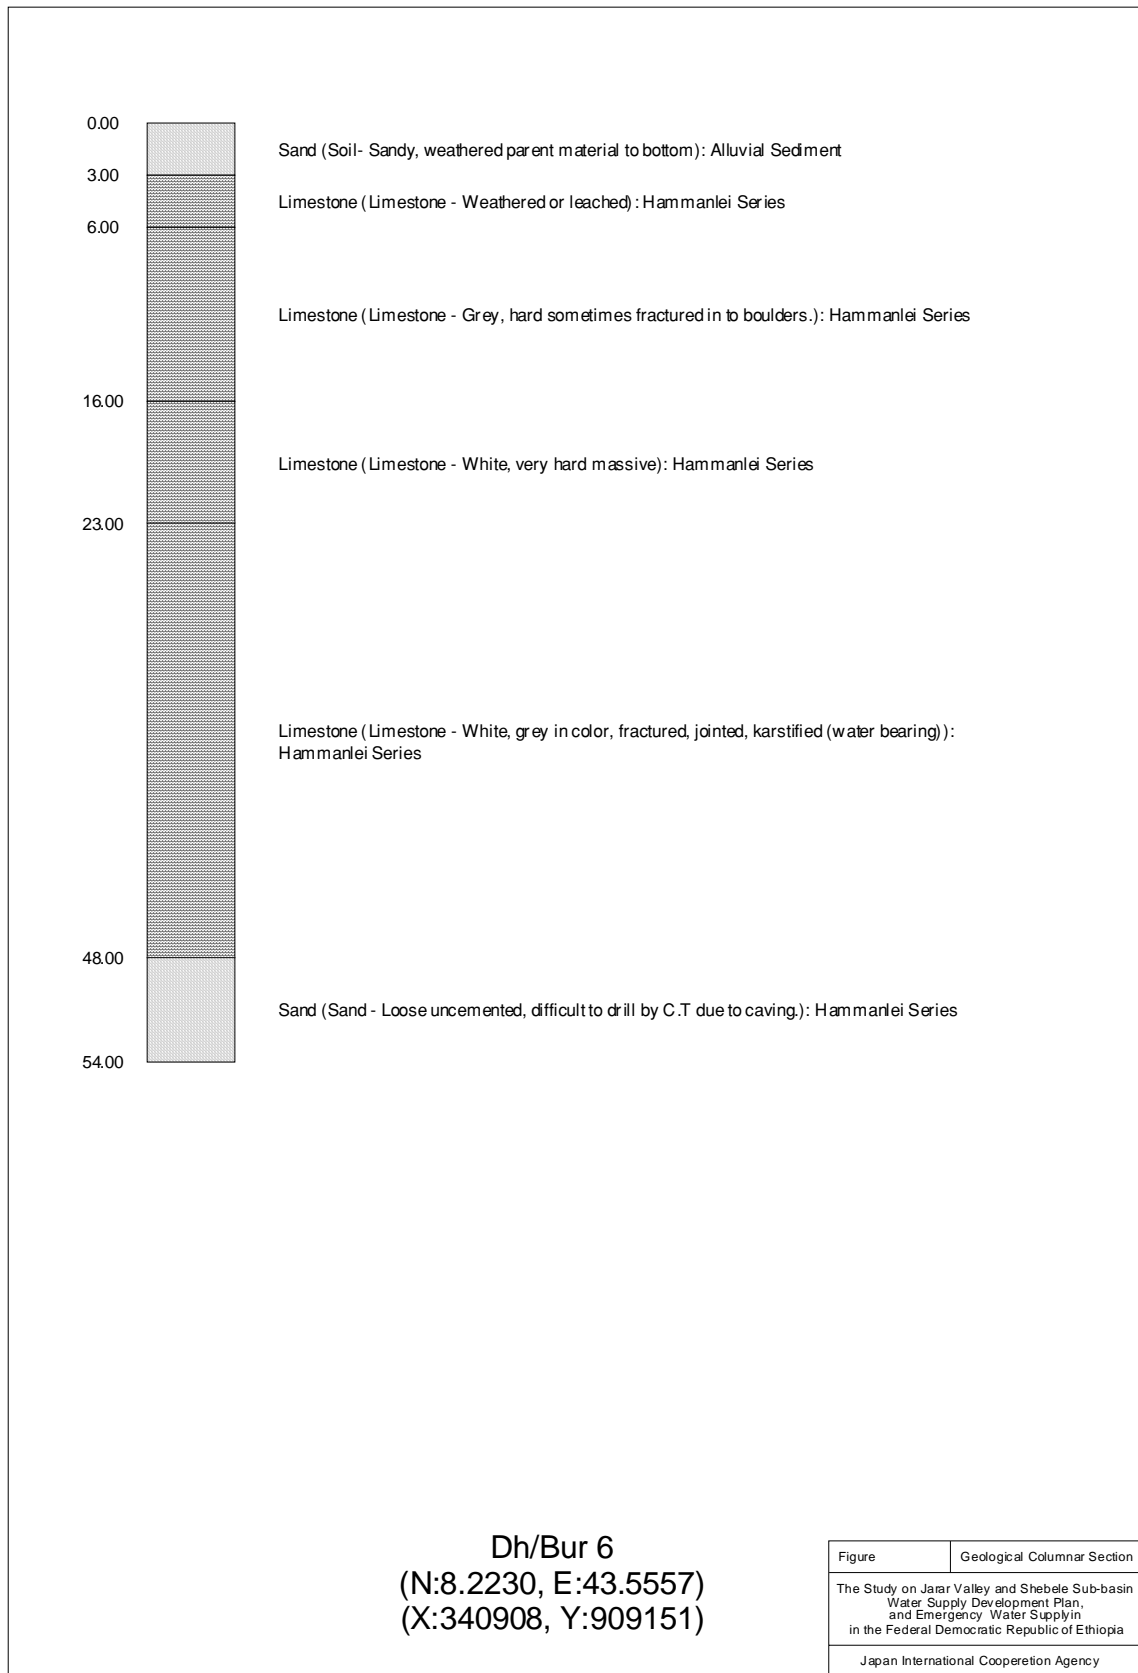 0.00
Sand (Soil- Sandy, weathered parent material to bottom): Alluvial Sediment
3.00
Limestone (Limestone - Weathered or leached): Hammanlei Series
6.00
Limestone (Limestone - Grey, hard sometimes fractured in to boulders.): Hammanlei Series
16.00
Limestone (Limestone - White, very hard massive): Hammanlei Series
23.00
Limestone (Limestone - White, grey in color, fractured, jointed, karstified (water bearing)):
Hammanlei Series
48.00
Sand (Sand - Loose uncemented, difficult to drill by C.T due to caving.): Hammanlei Series
54.00
Dh/Bur 6
(N:8.2230, E:43.5557)
(X:340908, Y:909151)
Figure Geological Columnar Section
The Study on Jarar Valley and Shebele Sub-basin
Water Supply Development Plan,
and Emergency Water Supplyin
in the Federal Democratic Republic of Ethiopia
Japan International Cooperetion Agency